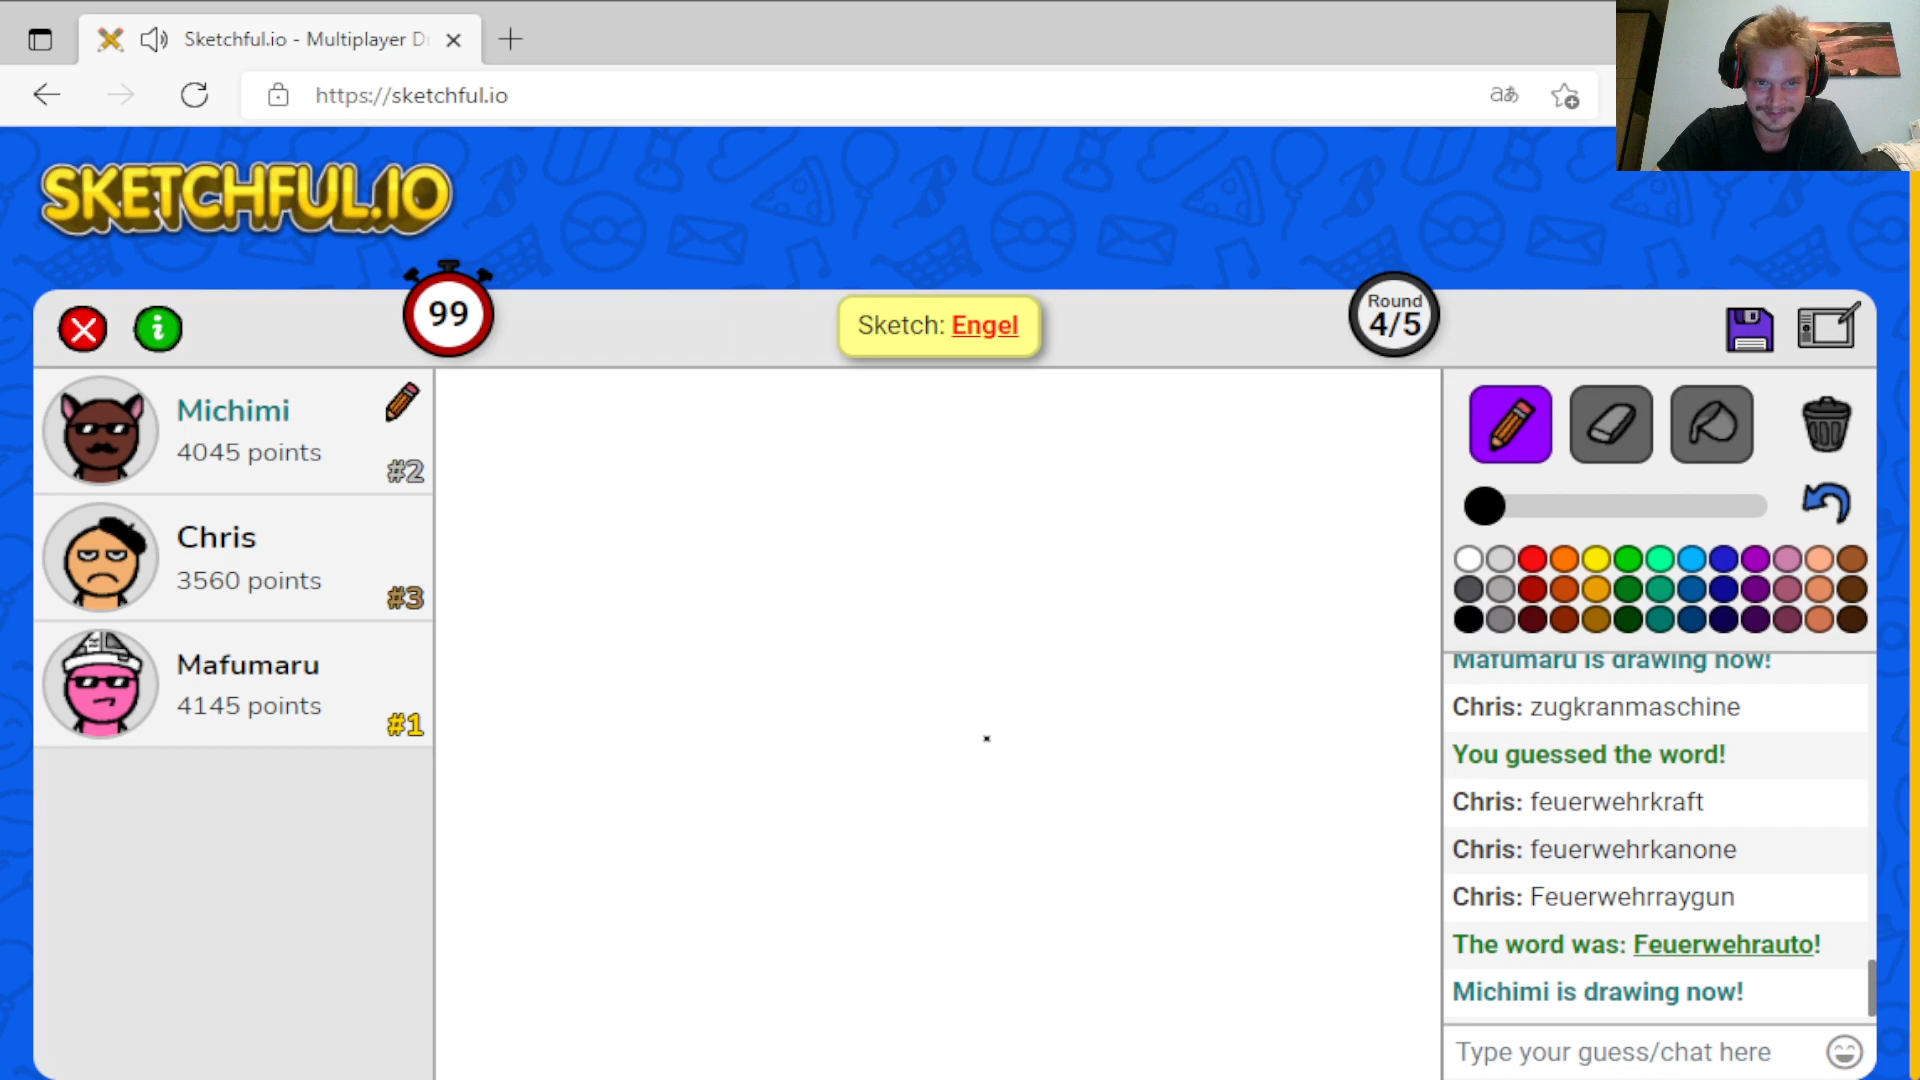 Sketchful.io - Multiplayer D
https://sketchful.io
aあ
SKETCHFUL.IO
99
Sketch: Engel
Round
4/5
Michimi
4045 points
#2
Chris
3560 points
#3
Mafumaru
4145 points
#1
Mafumaru is drawing now!
Chris: zugkranmaschine
You guessed the word!
Chris: feuerwehrkraft
Chris: feuerwehrkanone
Chris: Feuerwehrraygun
The word was: Feuerwehrauto!
Michimi is drawing now!
Type your guess/chat here